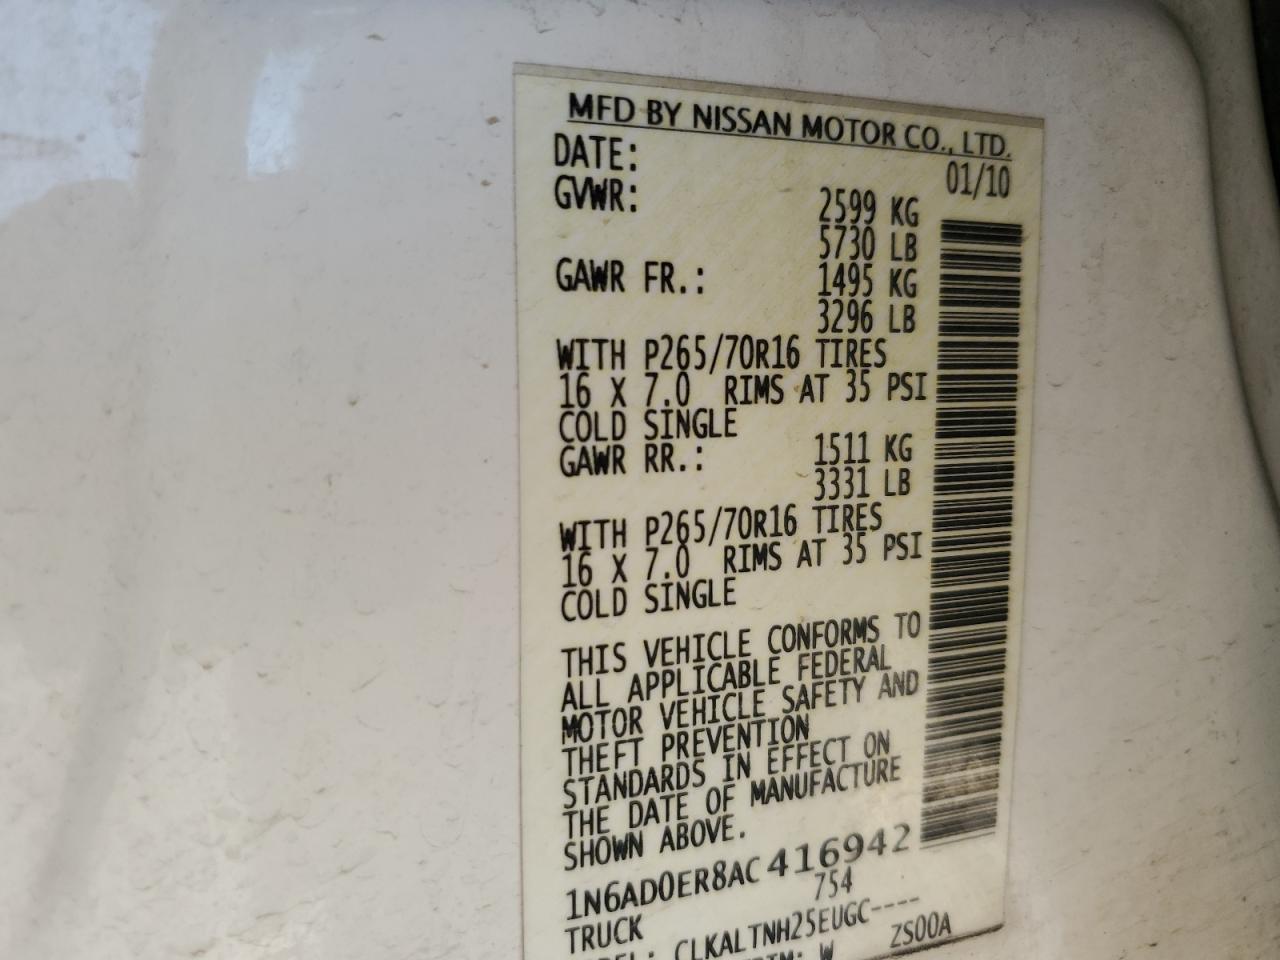 MFD BY NISSAN MOTOR CO., LTD.
DATE: 01/10
GVWR: 2599 KG
5730 LB
GAWR FR.: 1495 KG
3296 LB
WITH P265/70R16 TIRES
16 X 7.0 RIMS AT 35 PSI
COLD SINGLE
GAWR RR.: 1511 KG
3331 LB
WITH P265/70R16 TIRES
16 X 7.0 RIMS AT 35 PSI
COLD SINGLE
THIS VEHICLE CONFORMS TO
ALL APPLICABLE FEDERAL
MOTOR VEHICLE SAFETY AND
THEFT PREVENTION
STANDARDS IN EFFECT ON
THE DATE OF MANUFACTURE
SHOWN ABOVE.
1N6AD0ER8AC416942
TRUCK 754
CLKALTNH25EUGC----
W ZS00A